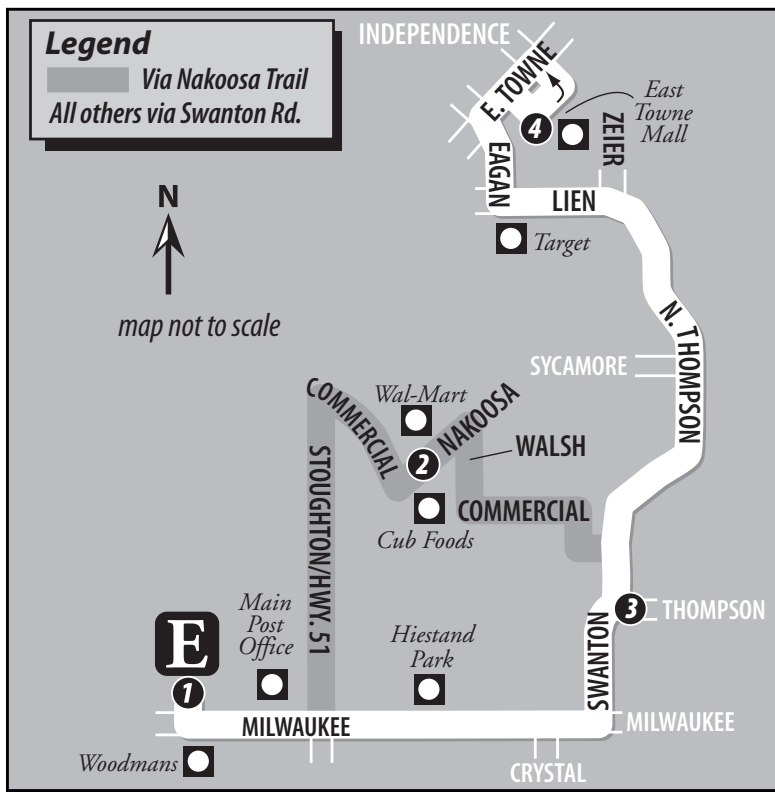 Legend
Via Nakoosa Trail
All others via Swanton Rd.
INDEPENDENCE
E. TOWNE
4
East
Towne
Mall
ZEIER
EAGAN
LIEN
Target
N
map not to scale
N. THOMPSON
SYCAMORE
COMMERCIAL
Wal-Mart
NAKOOSA
2
WALSH
STOUGHTON/HWY. 51
COMMERCIAL
Cub Foods
3
THOMPSON
SWANTON
E
1
Main
Post
Office
Hiestand
Park
MILWAUKEE
MILWAUKEE
Woodmans
CRYSTAL